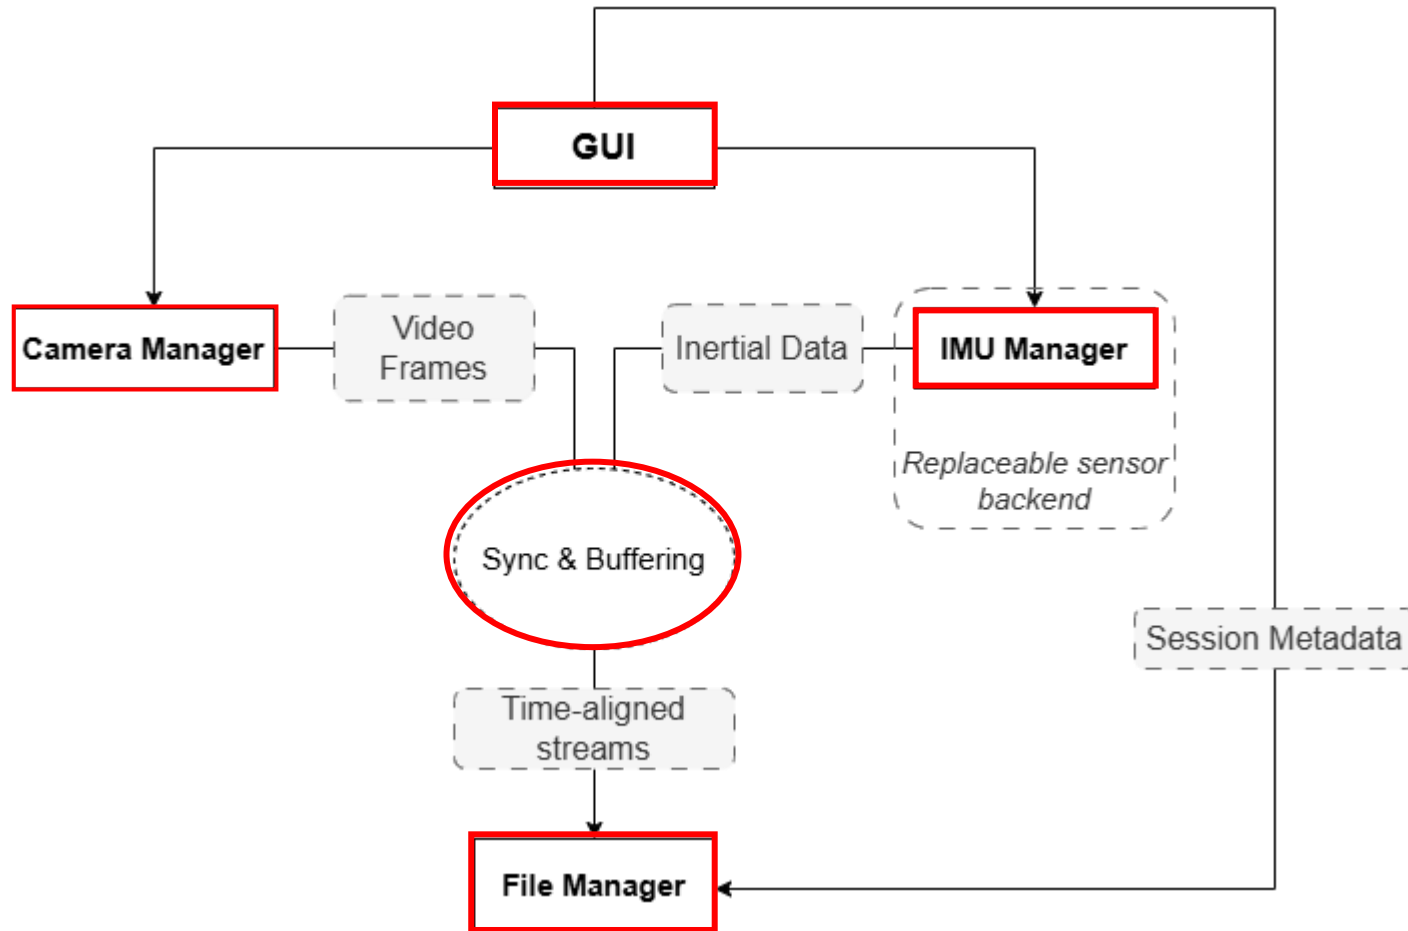 GUI
Camera Manager
Video
Frames
Inertial Data
IMU Manager
Replaceable sensor
backend
Sync & Buffering
Session Metadata
Time-aligned
streams
File Manager